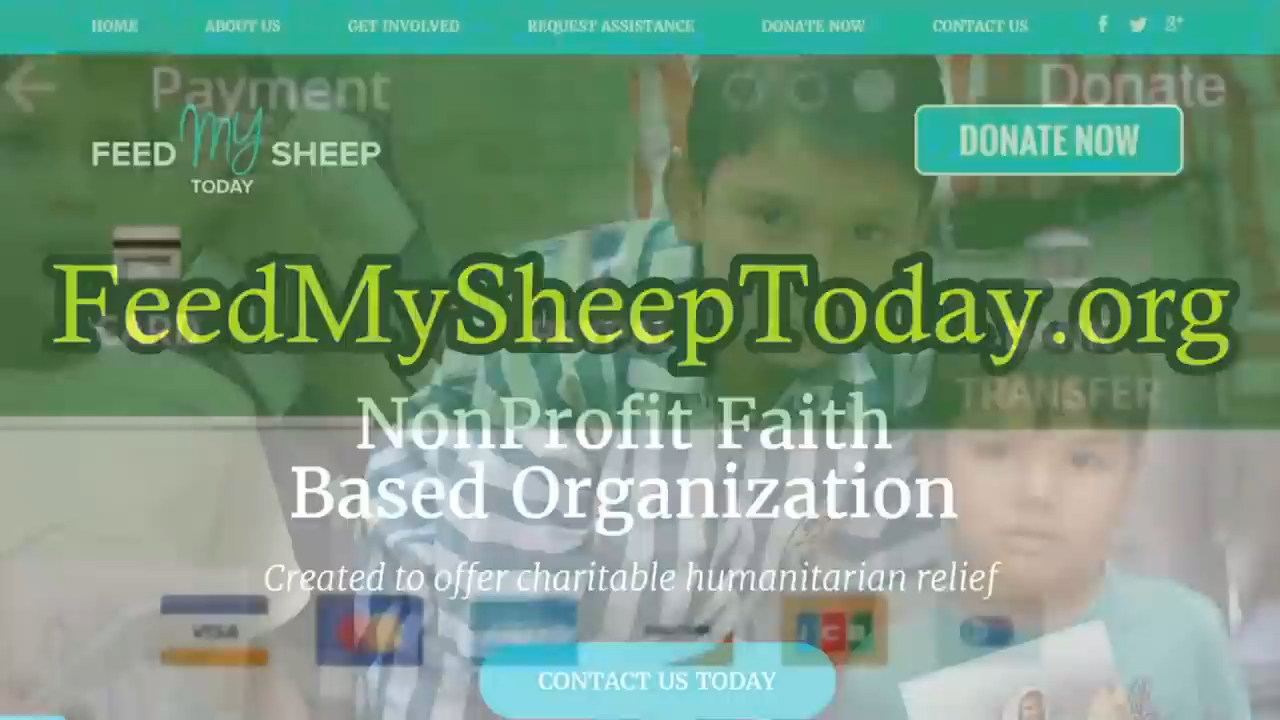 HOME ABOUT US GET INVOLVED REQUEST ASSISTANCE DONATE NOW CONTACT US
Payment Donate
FEED My SHEEP
TODAY
DONATE NOW
FeedMySheepToday.org
TRANSFER
NonProfit Faith
Based Organization
Created to offer charitable humanitarian relief
VISA JCB
CONTACT US TODAY